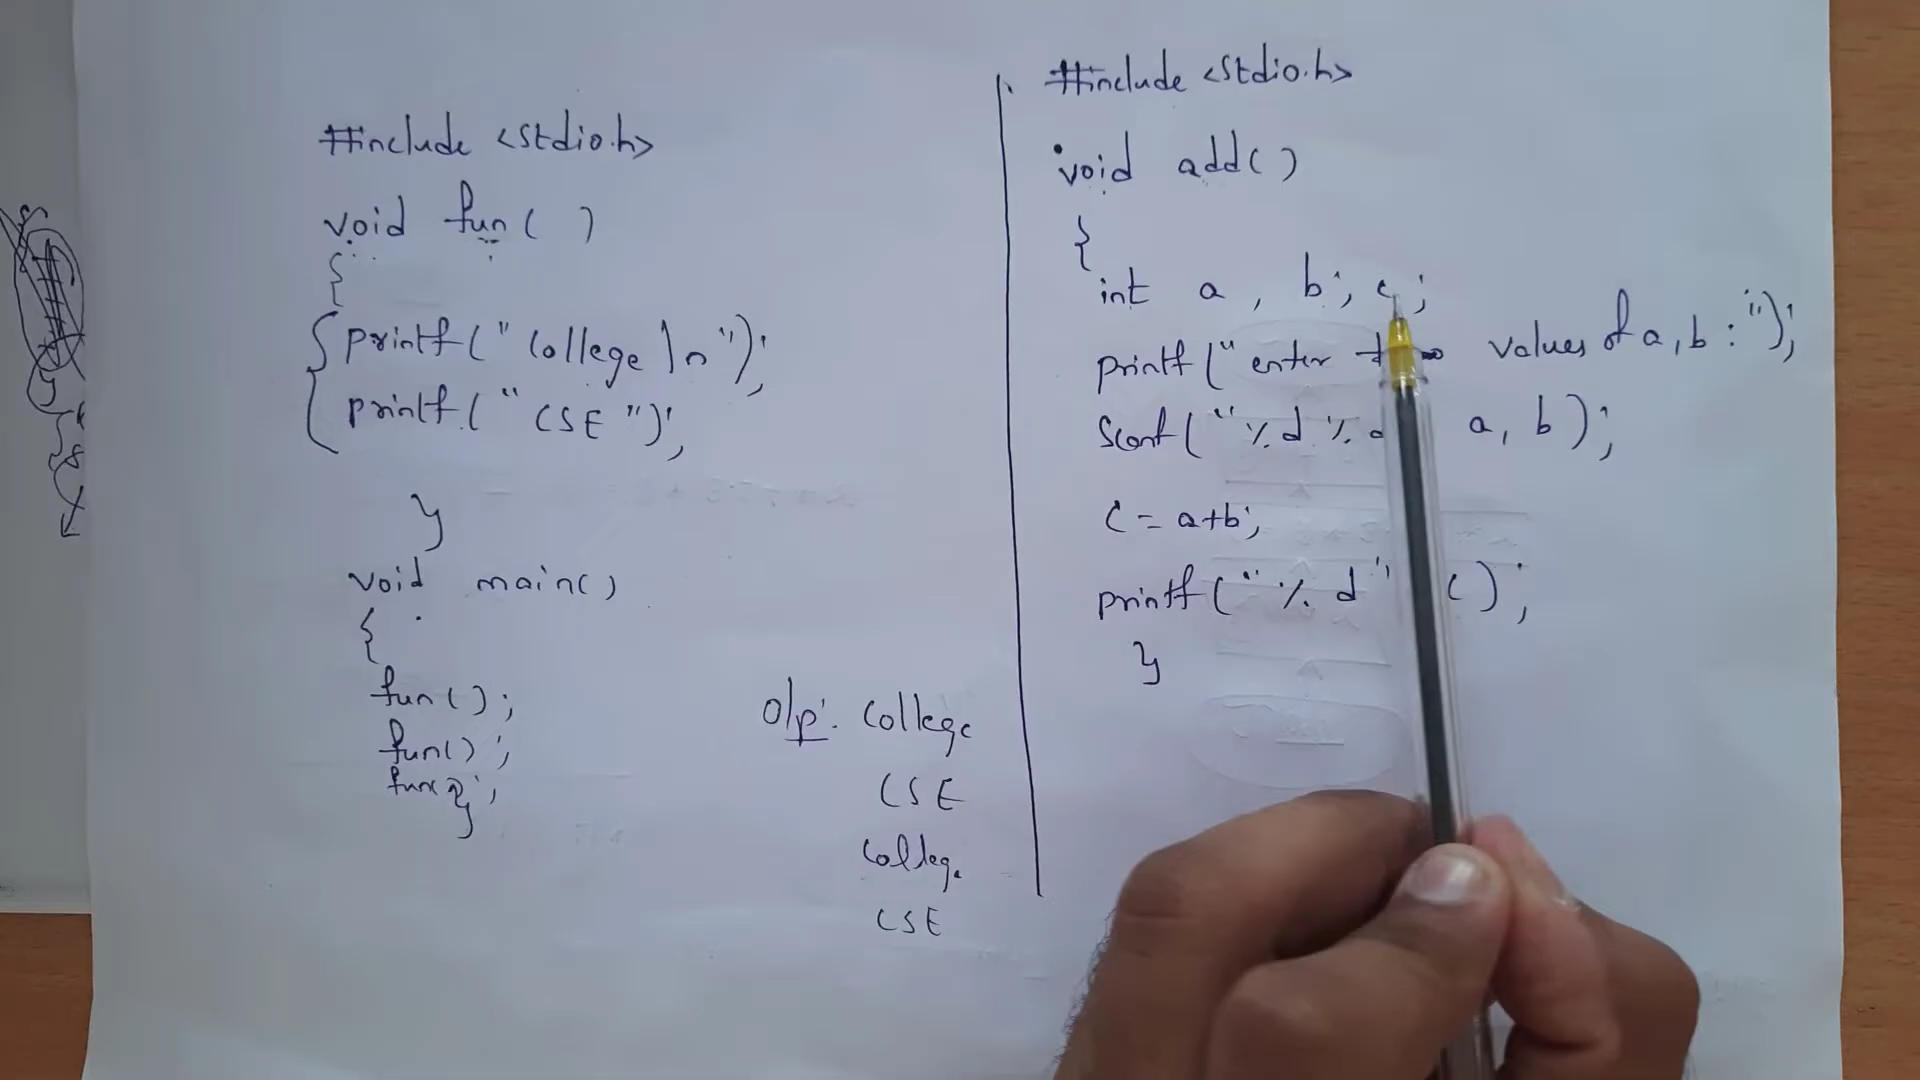 #include <stdio.h>
void fun( )
{
printf("College \n");
printf("CSE");
}
void main()
{
fun();
fun();
fun();
}
o/p: College
CSE
College
CSE
#include <stdio.h>
void add()
{
int a, b, c;
printf("enter two values of a,b:");
Scanf("%d %d a, b);
c = a+b;
printf("%d" c);
}